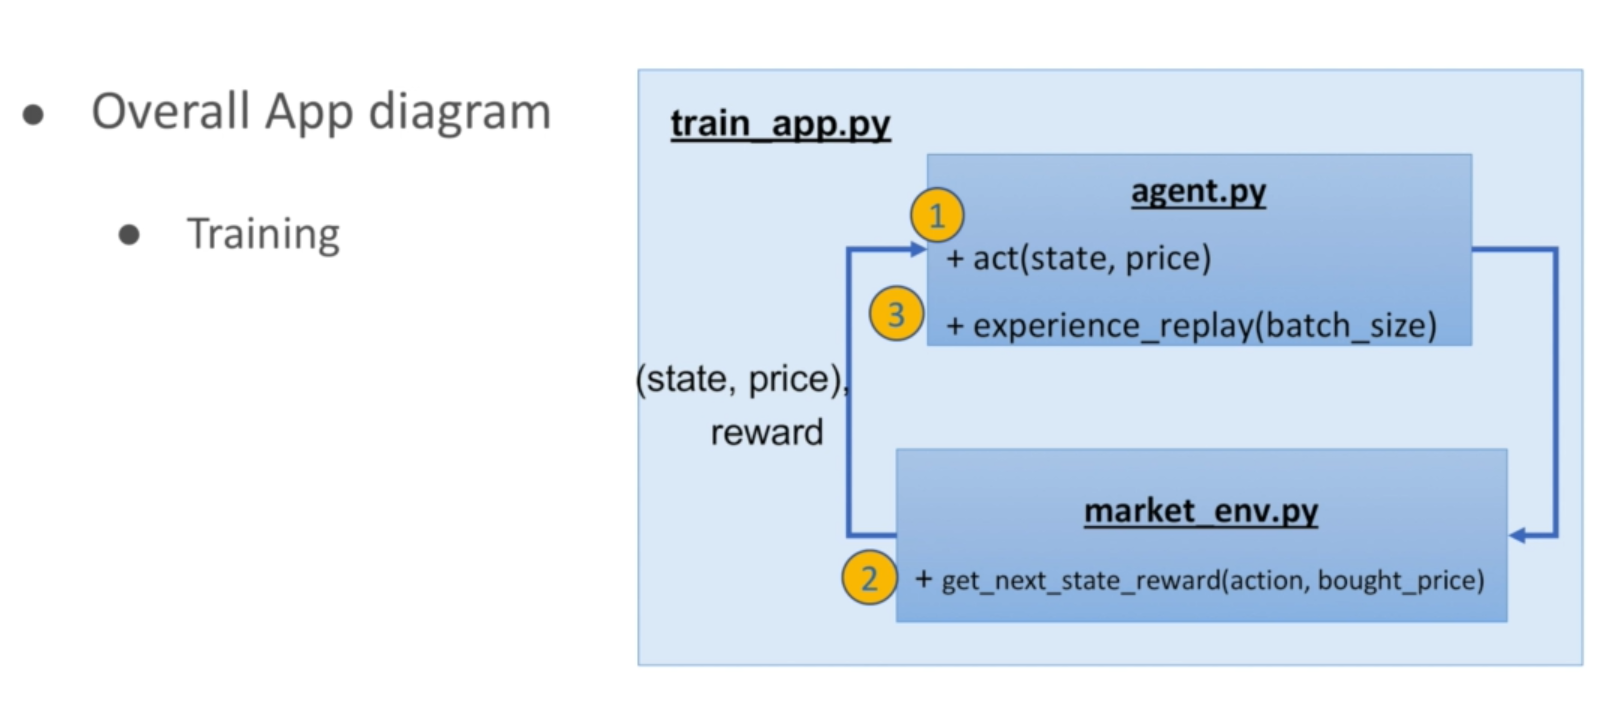 ● Overall App diagram
● Training
train_app.py
agent.py
1
+ act(state, price)
3
+ experience_replay(batch_size)
(state, price),
reward
market_env.py
2
+ get_next_state_reward(action, bought_price)